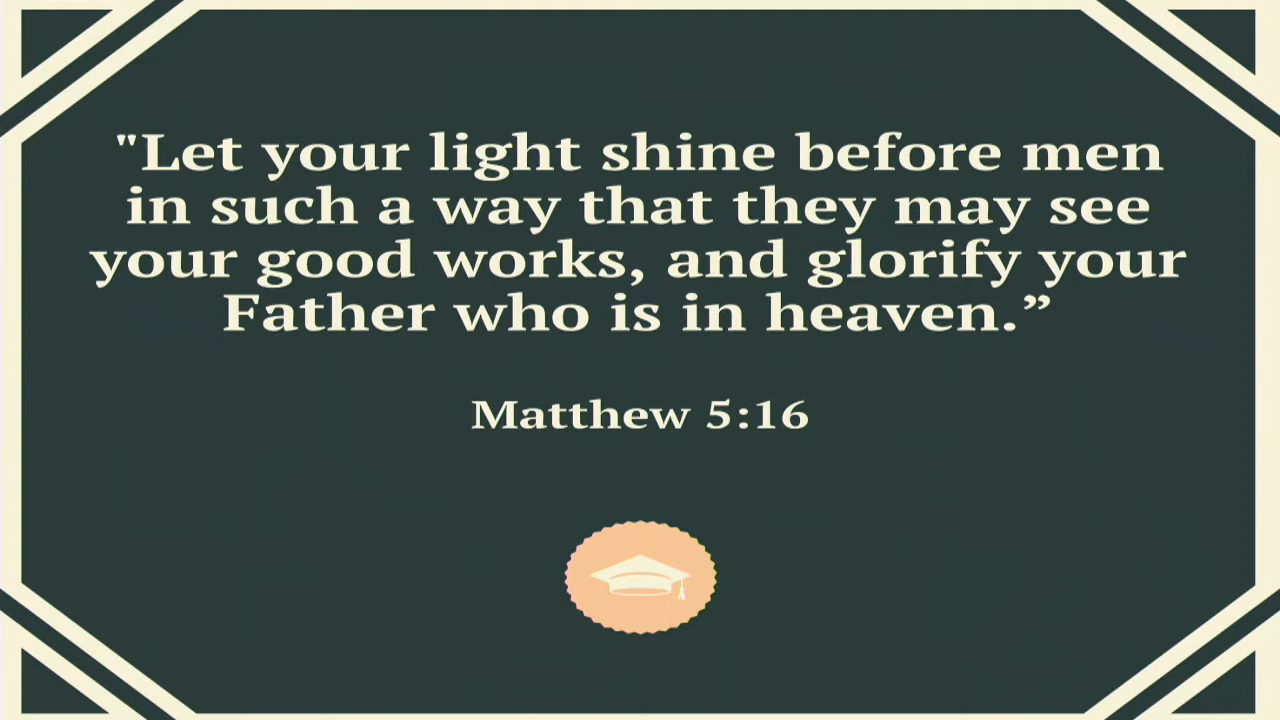 "Let your light shine before men
in such a way that they may see
your good works, and glorify your
Father who is in heaven.”
Matthew 5:16